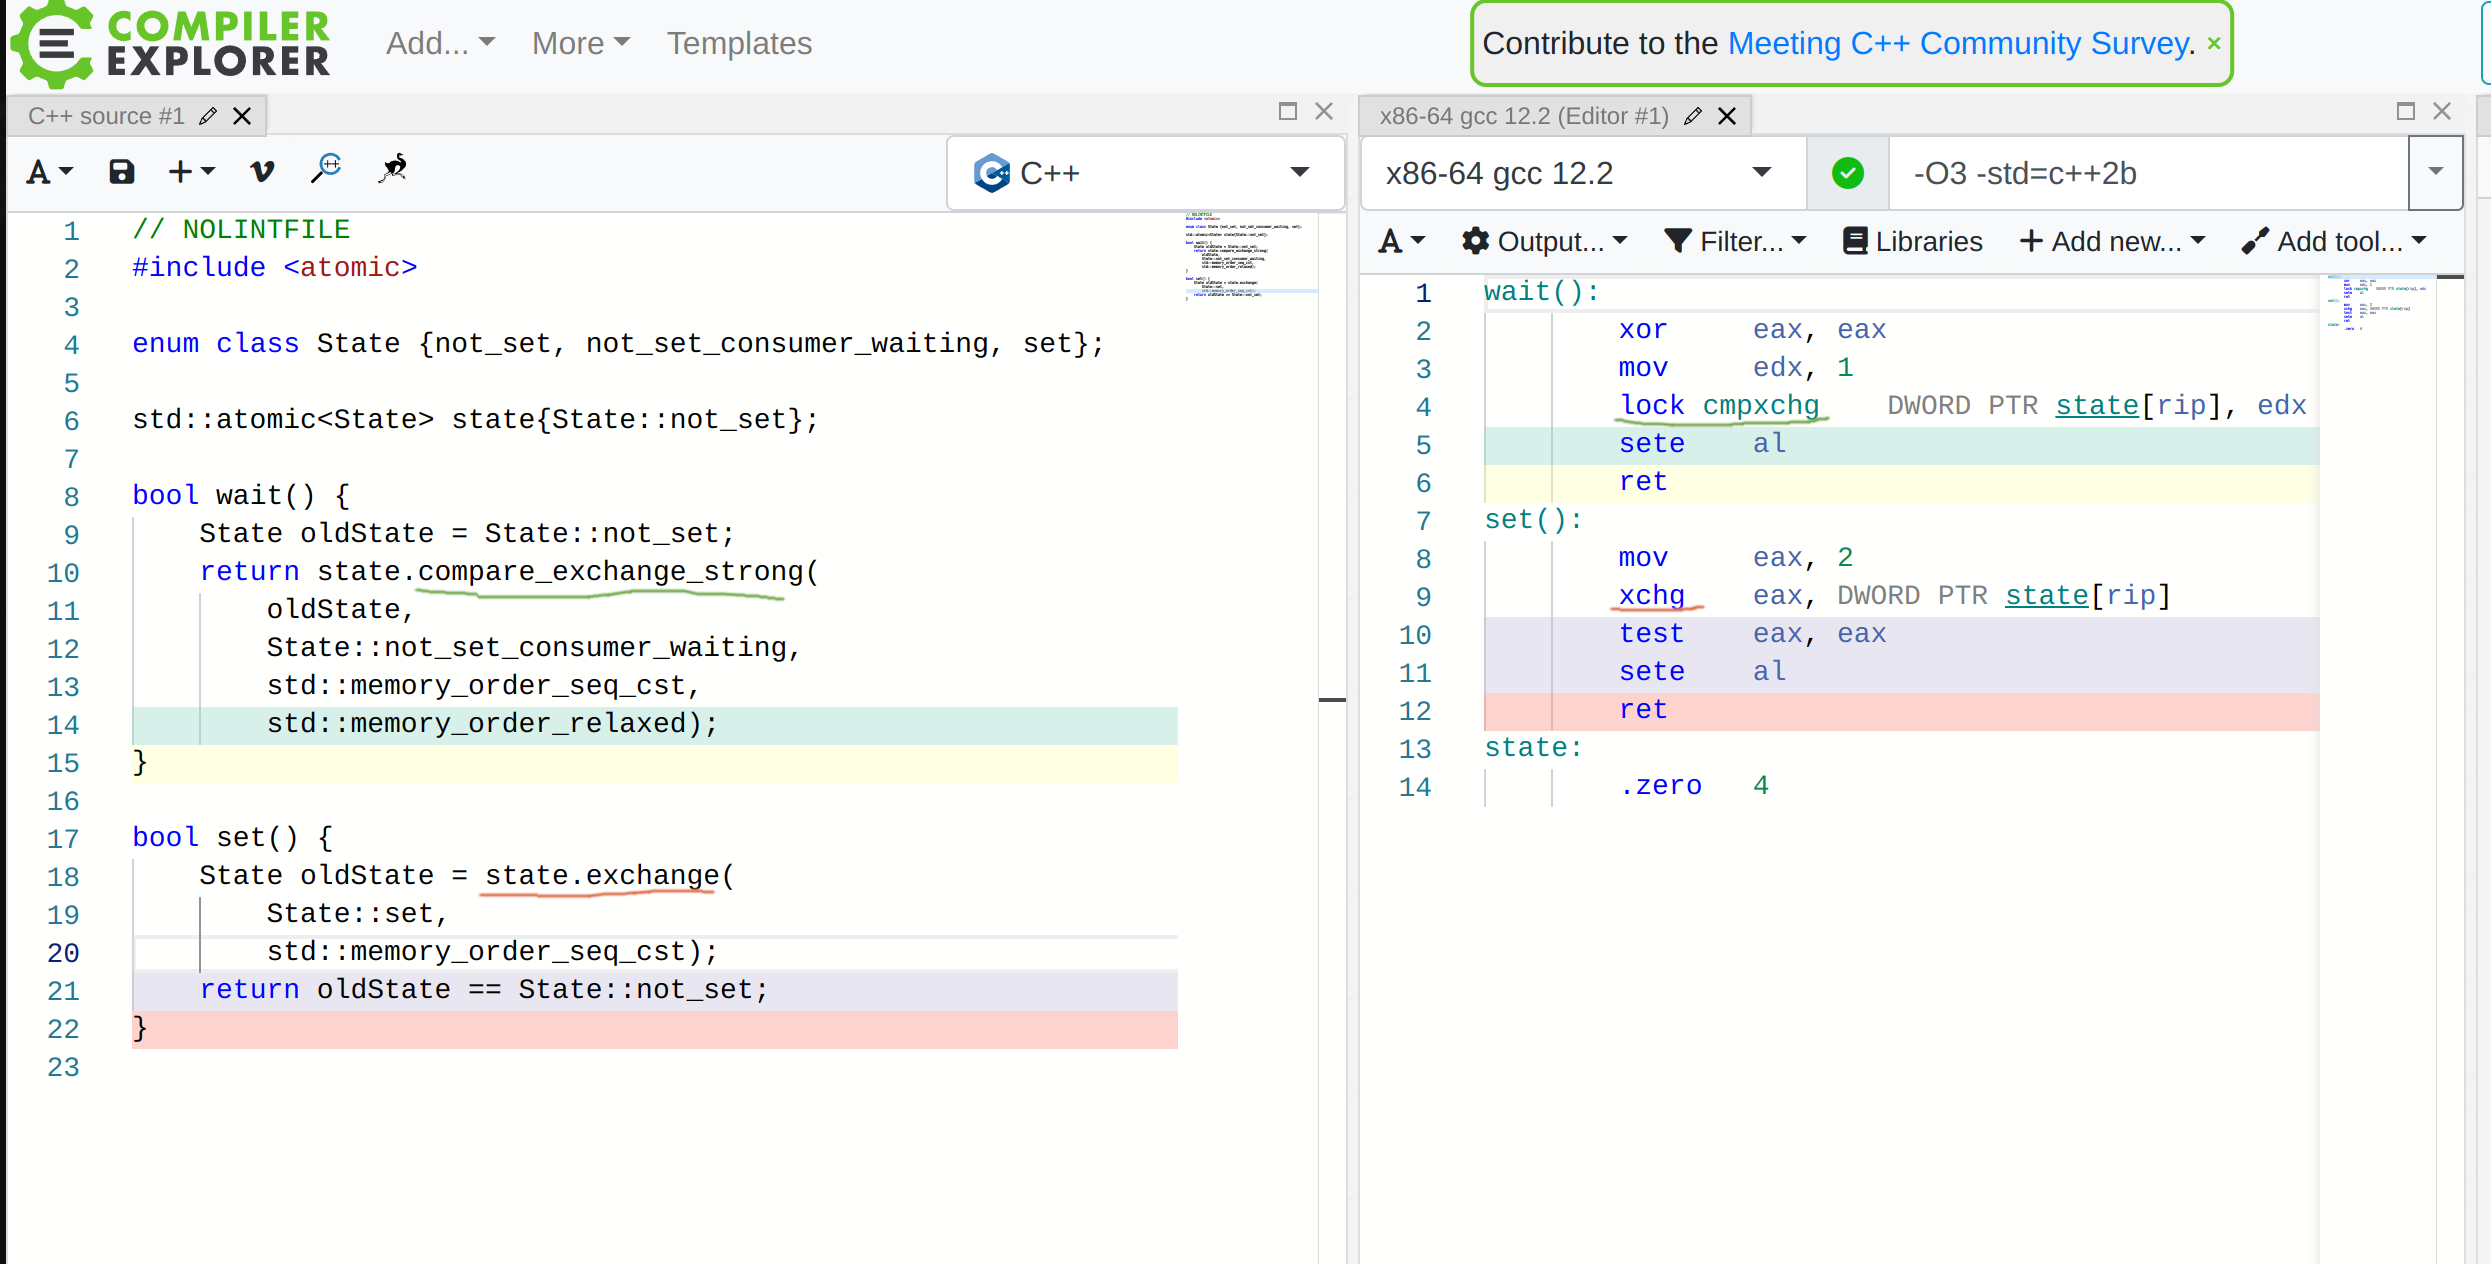 COMPILER
EXPLORER
Add...
More
Templates
Contribute to the Meeting C++ Community Survey. ×
C++ source #1
x86-64 gcc 12.2 (Editor #1)
A
C++
x86-64 gcc 12.2
-O3 -std=c++2b
A
Output...
Filter...
Libraries
Add new...
Add tool...
1 // NOLINTFILE
2 #include <atomic>
3
4 enum class State {not_set, not_set_consumer_waiting, set};
5
6 std::atomic<State> state{State::not_set};
7
8 bool wait() {
9 State oldState = State::not_set;
10 return state.compare_exchange_strong(
11 oldState,
12 State::not_set_consumer_waiting,
13 std::memory_order_seq_cst,
14 std::memory_order_relaxed);
15 }
16
17 bool set() {
18 State oldState = state.exchange(
19 State::set,
20 std::memory_order_seq_cst);
21 return oldState == State::not_set;
22 }
23
1 wait():
2 xor eax, eax
3 mov edx, 1
4 lock cmpxchg DWORD PTR state[rip], edx
5 sete al
6 ret
7 set():
8 mov eax, 2
9 xchg eax, DWORD PTR state[rip]
10 test eax, eax
11 sete al
12 ret
13 state:
14 .zero 4